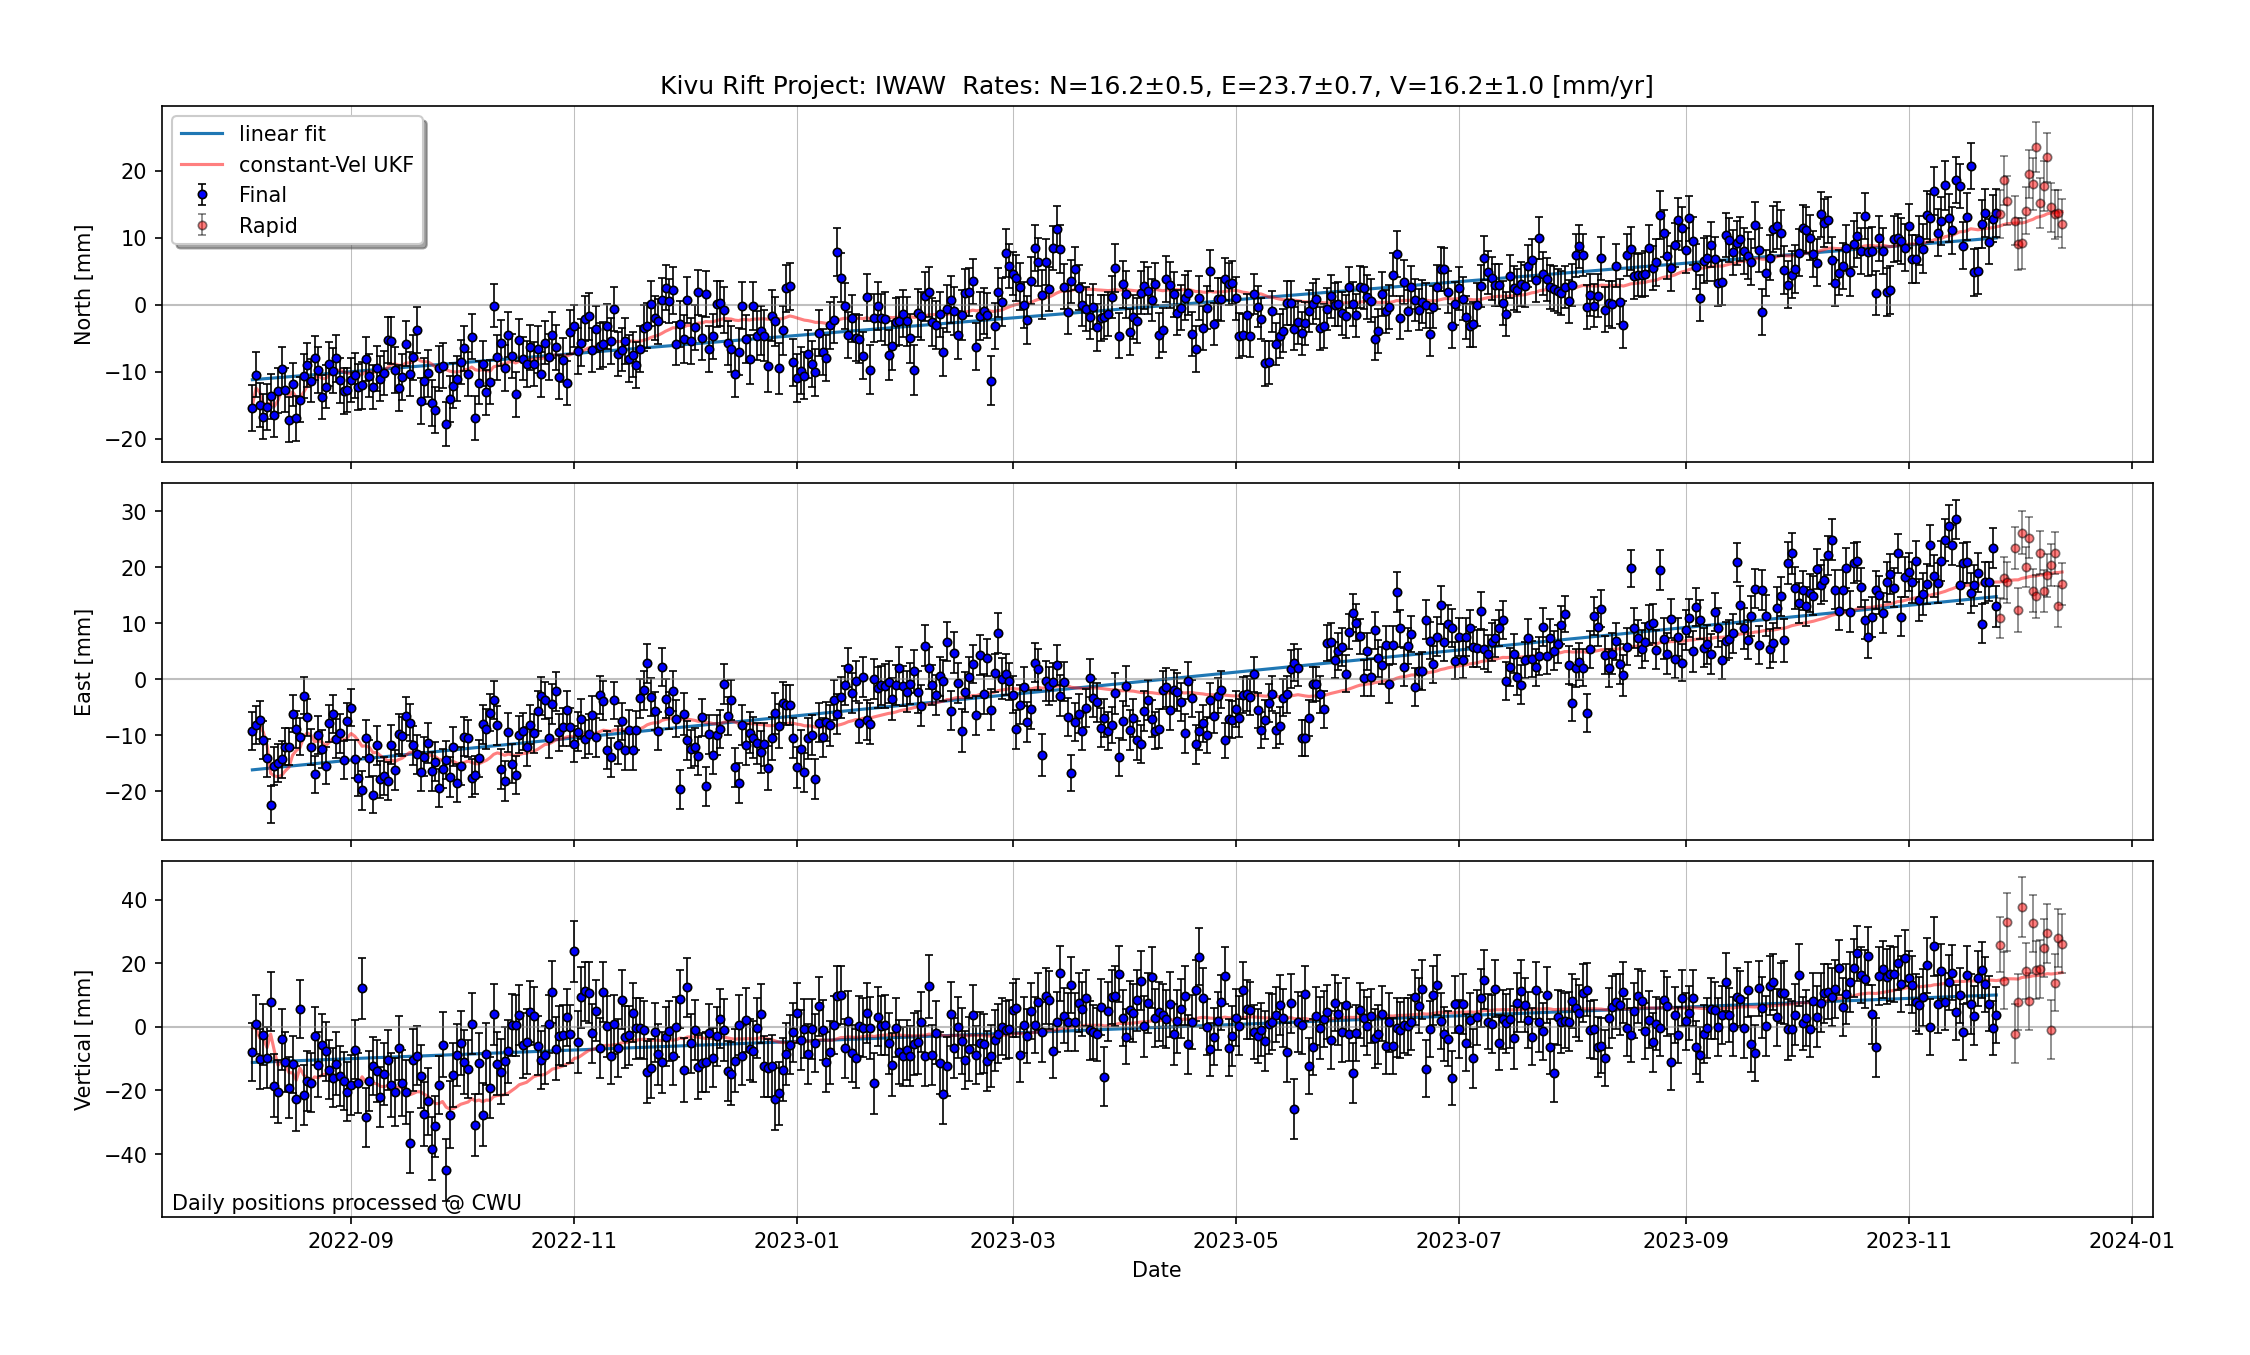 Kivu Rift Project: IWAW  Rates: N=16.2±0.5, E=23.7±0.7, V=16.2±1.0 [mm/yr]
linear fit
constant-Vel UKF
Final
Rapid
North [mm]
20
10
0
−10
−20
East [mm]
30
20
10
0
−10
−20
Vertical [mm]
40
20
0
−20
−40
Daily positions processed @ CWU
2022-09 2022-11 2023-01 2023-03 2023-05 2023-07 2023-09 2023-11 2024-01
Date